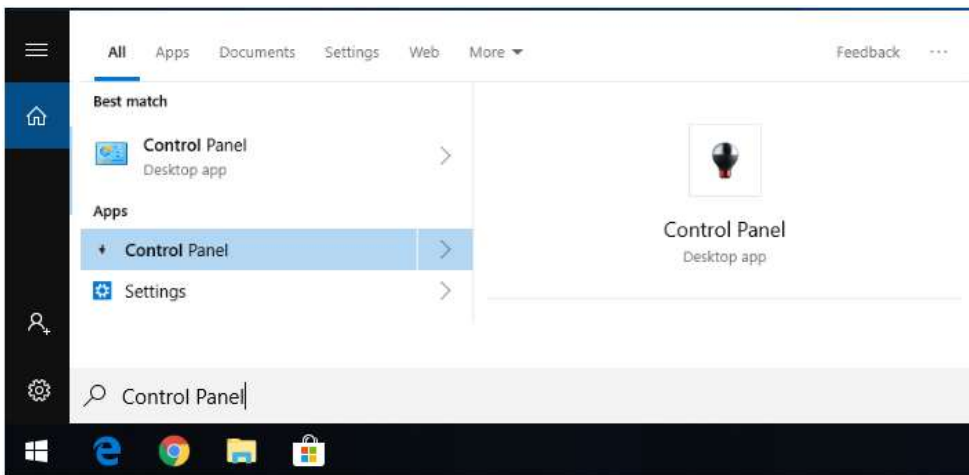 All Apps Documents Settings Web More Feedback ...
Best match
Control Panel
Desktop app
Apps
Control Panel
Settings
Control Panel
Desktop app
Control Panel